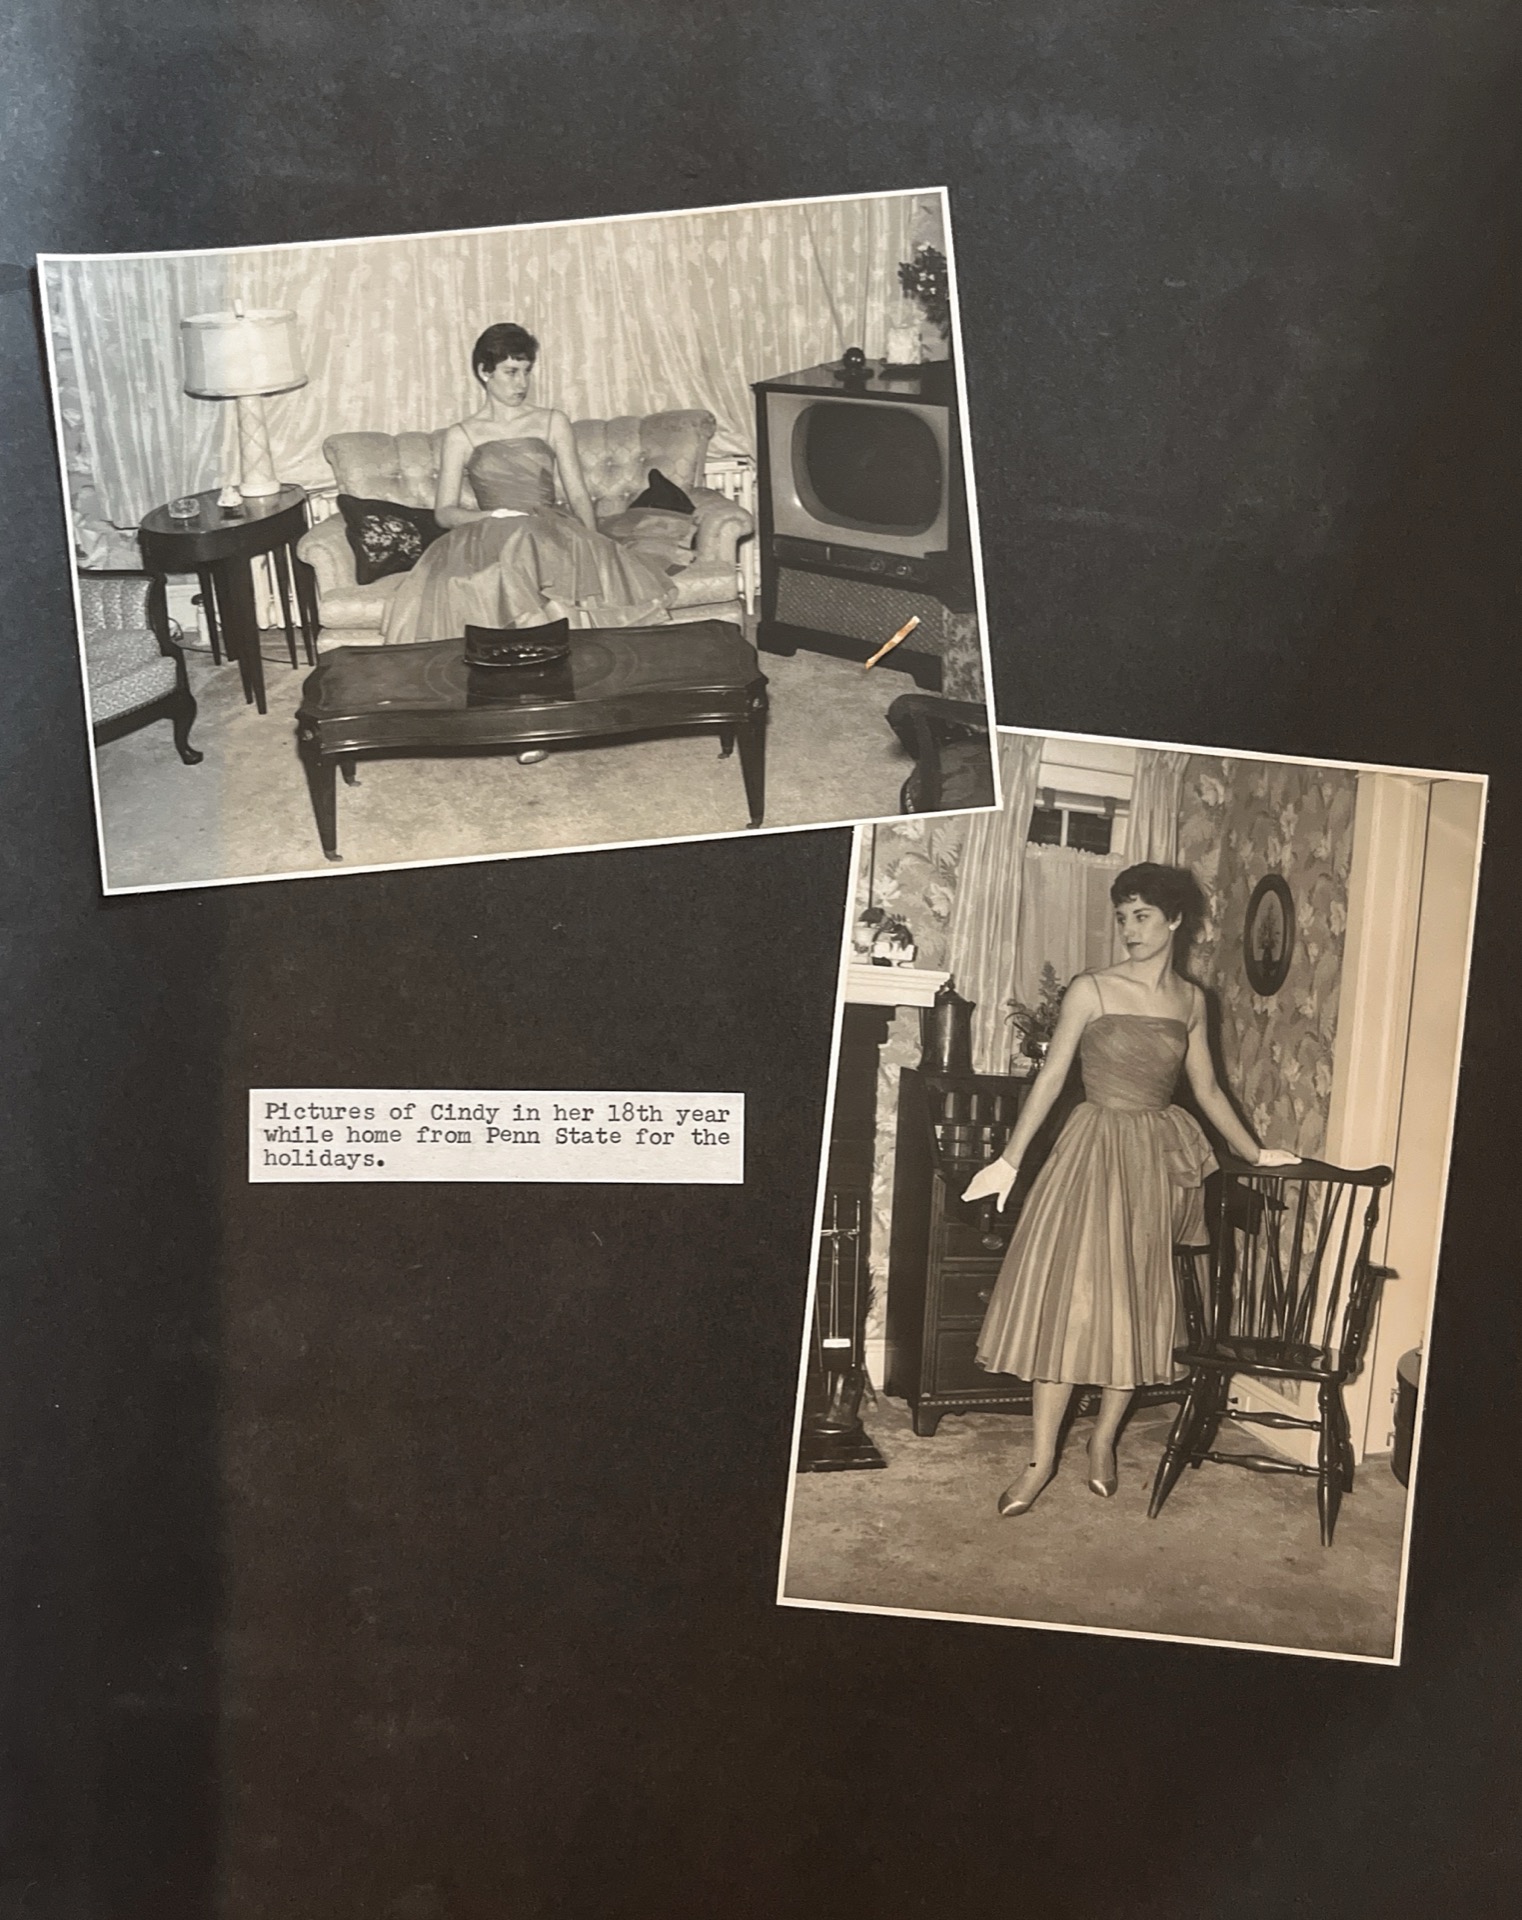 Pictures of Cindy in her 18th year
while home from Penn State for the
holidays.